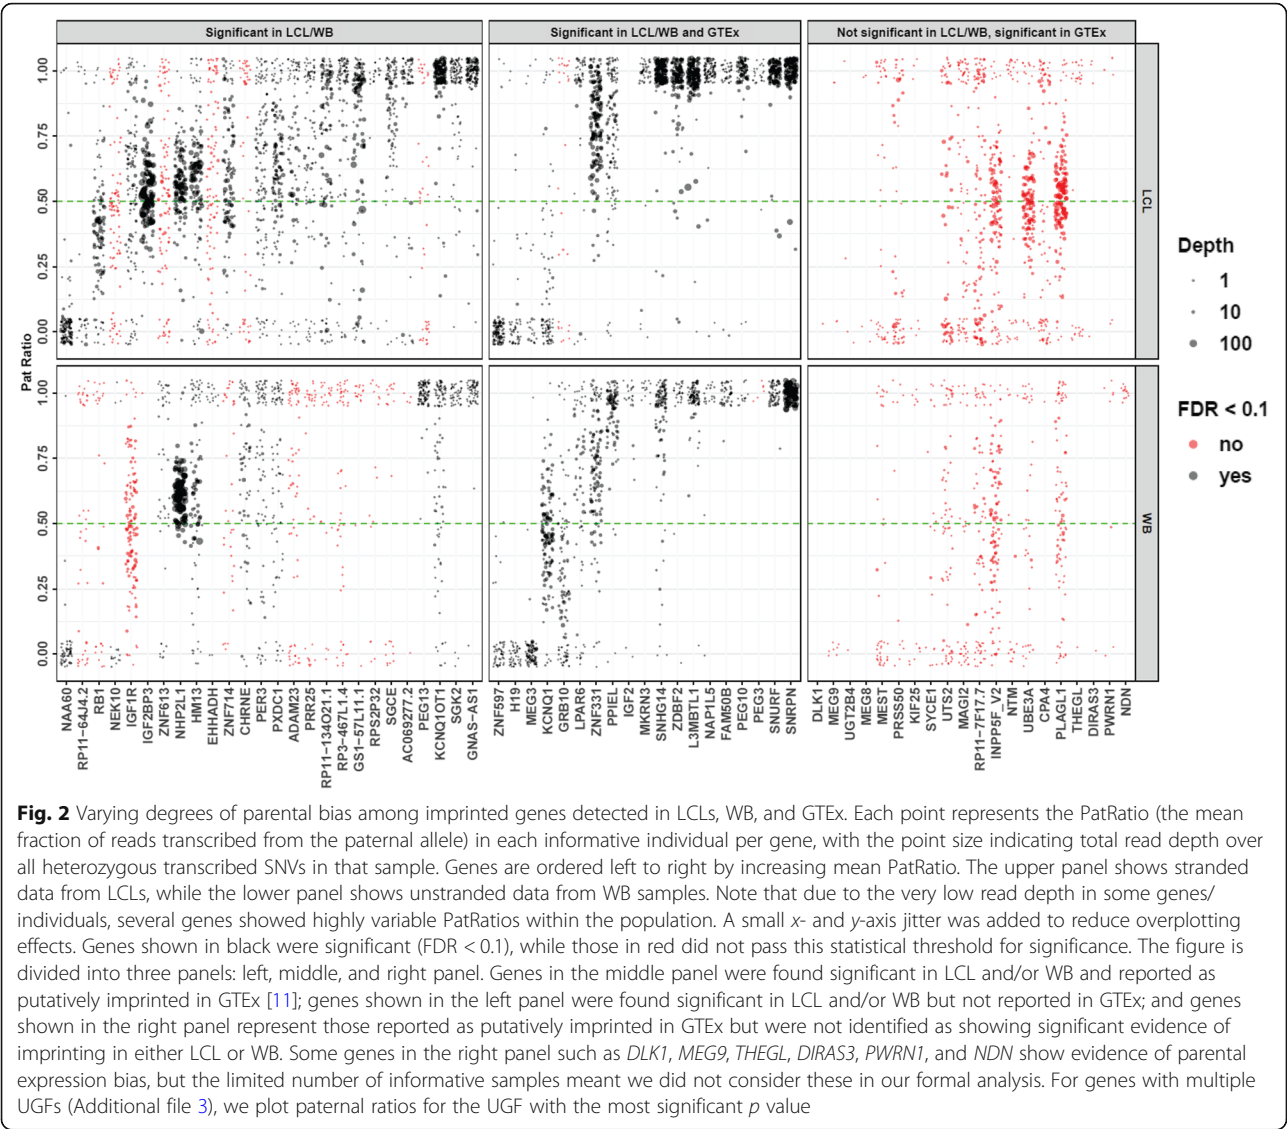 Significant in LCL/WB
Significant in LCL/WB and GTEx
Not significant in LCL/WB, significant in GTEx
Pat Ratio
1.00
0.75
0.50
0.25
0.00
LCL
1.00
0.75
0.50
0.25
0.00
WB
NAA60
RP11-64J4.2
RB1
NEK10
IGF1R
IGF2BP3
ZNF613
NHP2L1
HM13
EHHADH
ZNF714
CHRNE
PER3
PXDC1
ADAM23
PRR25
RP11-134O21.1
RP3-467L1.4
GS1-57L11.1
RPS2P32
SGCE
AC069277.2
PEG13
KCNQ1OT1
SGK2
GNAS-AS1
ZNF597
H19
MEG3
KCNQ1
GRB10
LPAR6
ZNF331
PPIEL
IGF2
MKRN3
SNHG14
ZDBF2
L3MBTL1
NAP1L5
FAM60B
PEG10
PEG3
SNURF
SNRPN
DLK1
MEG9
UGT2B4
MEG8
MEST
PRSS50
KIF25
SYCE1
UTS2
MAGI2
RP11-7F17.7
INPP5F_V2
NTM
UBE3A
CPA4
PLAGL1
THEGL
DIRAS3
PWRN1
NDN
Depth
1
10
100
FDR < 0.1
no
yes
Fig. 2 Varying degrees of parental bias among imprinted genes detected in LCLs, WB, and GTEx. Each point represents the PatRatio (the mean
fraction of reads transcribed from the paternal allele) in each informative individual per gene, with the point size indicating total read depth over
all heterozygous transcribed SNVs in that sample. Genes are ordered left to right by increasing mean PatRatio. The upper panel shows stranded
data from LCLs, while the lower panel shows unstranded data from WB samples. Note that due to the very low read depth in some genes/
individuals, several genes showed highly variable PatRatios within the population. A small x- and y-axis jitter was added to reduce overplotting
effects. Genes shown in black were significant (FDR < 0.1), while those in red did not pass this statistical threshold for significance. The figure is
divided into three panels: left, middle, and right panel. Genes in the middle panel were found significant in LCL and/or WB and reported as
putatively imprinted in GTEx [11]; genes shown in the left panel were found significant in LCL and/or WB but not reported in GTEx; and genes
shown in the right panel represent those reported as putatively imprinted in GTEx but were not identified as showing significant evidence of
imprinting in either LCL or WB. Some genes in the right panel such as DLK1, MEG9, THEGL, DIRAS3, PWRN1, and NDN show evidence of parental
expression bias, but the limited number of informative samples meant we did not consider these in our formal analysis. For genes with multiple
UGFs (Additional file 3), we plot paternal ratios for the UGF with the most significant p value